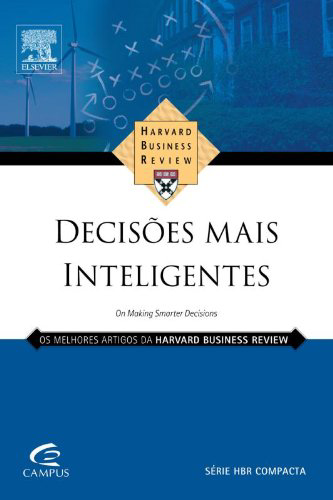 ELSEVIER
HARVARD
BUSINESS
REVIEW
DECISÕES MAIS
INTELIGENTES
On Making Smarter Decisions
OS MELHORES ARTIGOS DA HARVARD BUSINESS REVIEW
CAMPUS
SÉRIE HBR COMPACTA